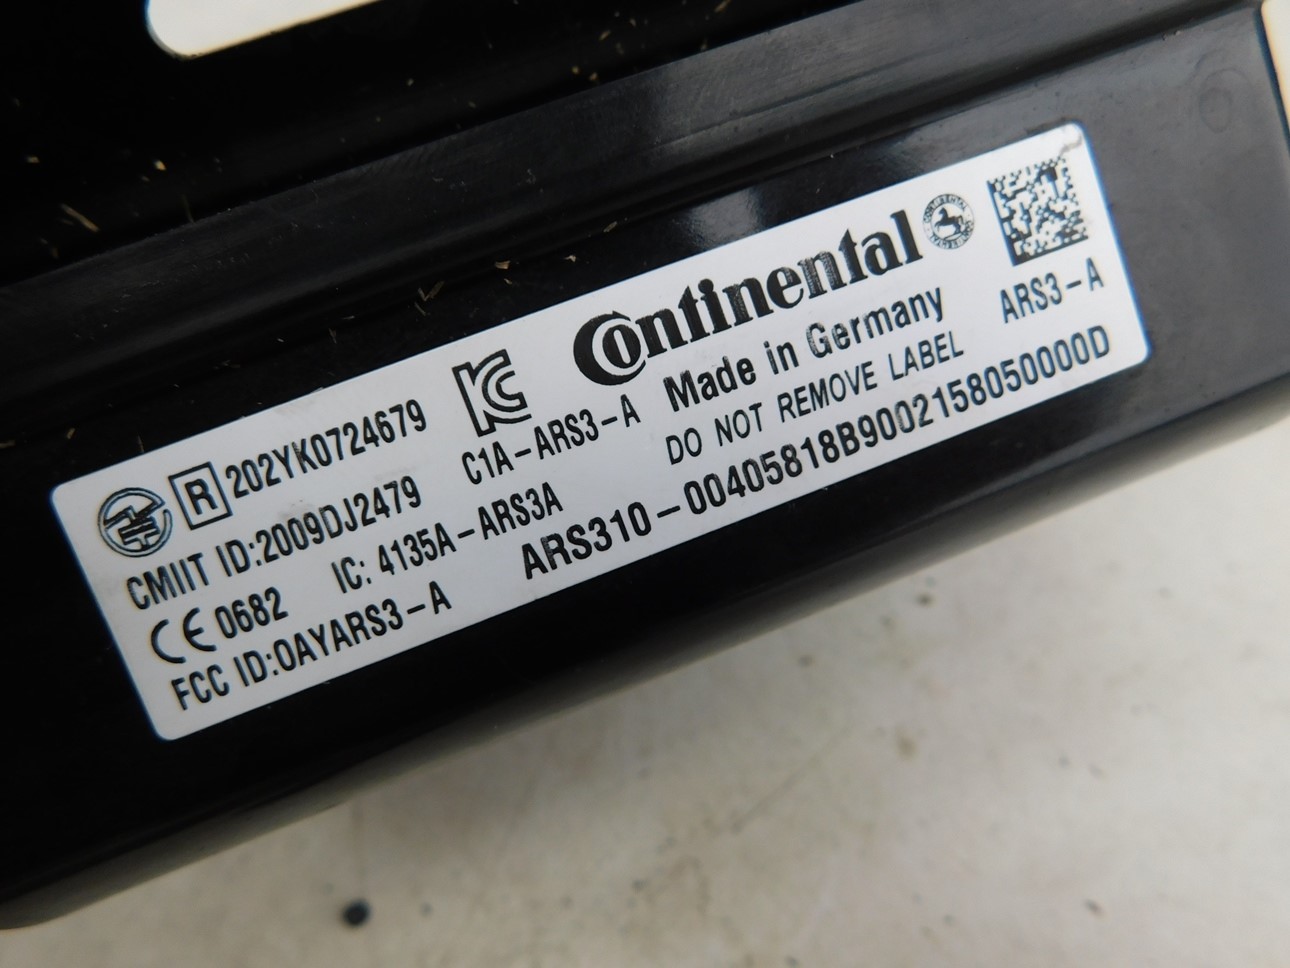 Continental
ARS3-A
Made in Germany
DO NOT REMOVE LABEL
R 202YK0724679
C1A-ARS3-A
CMIIT ID:2009DJ2479
CE 0682 IC: 4135A-ARS3A
FCC ID:OAYARS3-A
ARS310-00405818B9002158050000D